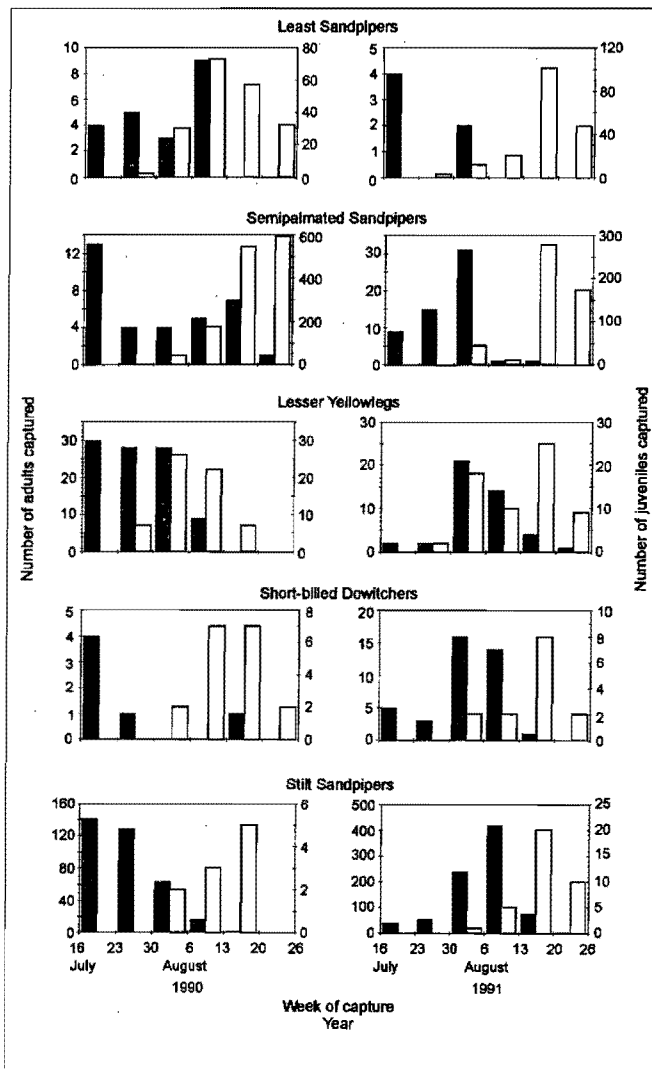 Least Sandpipers
10 80 5 120
8 60 4 80
6 3
4 40 2 40
2 20 1
0 0 0 0
Semipalmated Sandpipers
12 600 30 300
8 400 20 200
4 200 10 100
0 0 0 0
Lesser Yellowlegs
30 30 30 30
20 20 20 20
10 10 10 10
0 0 0 0
Number of adults captured
Number of juveniles captured
Short-billed Dowitchers
5 8 20 10
4 6 15 8
3 4 10 6
2 4
1 2 5 2
0 0 0 0
Stilt Sandpipers
160 6 500 25
120 4 400 20
80 300 15
40 2 200 10
100 5
0 0 0 0
16 23 30 6 13 20 26 16 23 30 6 13 20 26
July August July August
1990 1991
Week of capture
Year